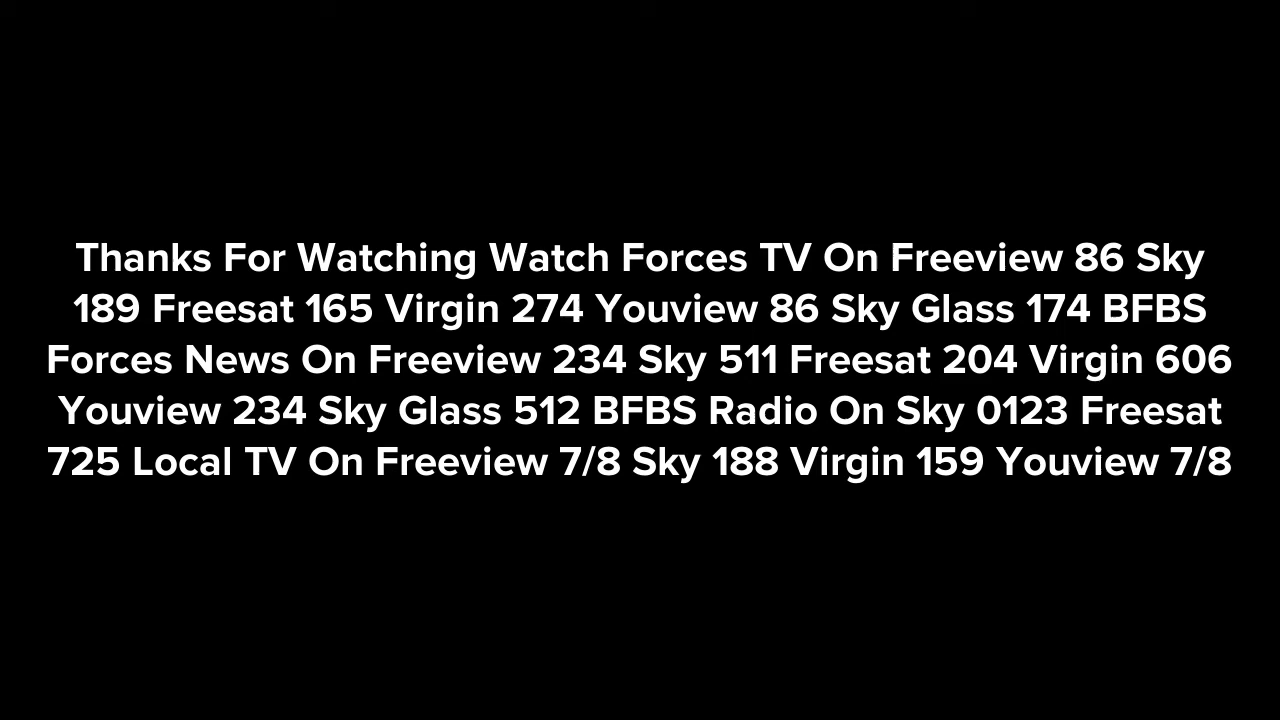 Thanks For Watching Watch Forces TV On Freeview 86 Sky
189 Freesat 165 Virgin 274 Youview 86 Sky Glass 174 BFBS
Forces News On Freeview 234 Sky 511 Freesat 204 Virgin 606
Youview 234 Sky Glass 512 BFBS Radio On Sky 0123 Freesat
725 Local TV On Freeview 7/8 Sky 188 Virgin 159 Youview 7/8